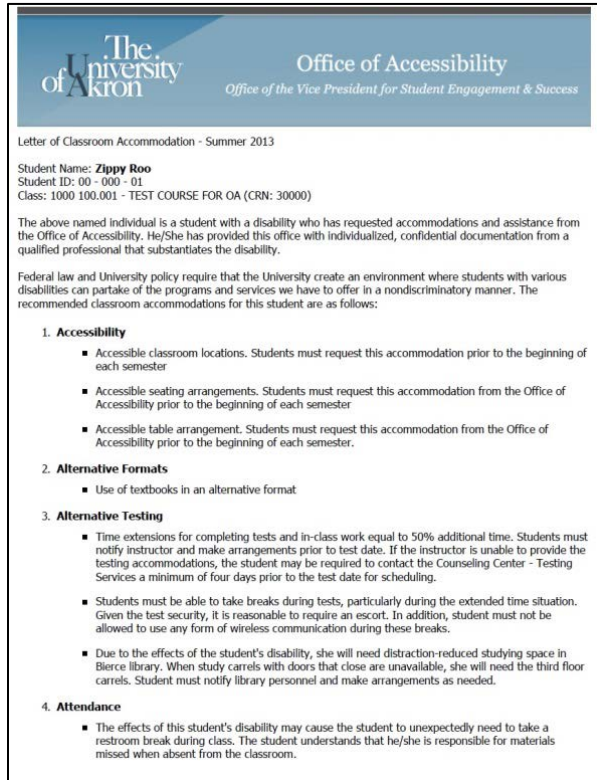 The
University
of Akron
Office of Accessibility
Office of the Vice President for Student Engagement & Success
Letter of Classroom Accommodation - Summer 2013
Student Name: Zippy Roo
Student ID: 00 - 000 - 01
Class: 1000 100.001 - TEST COURSE FOR OA (CRN: 30000)
The above named individual is a student with a disability who has requested accommodations and assistance from
the Office of Accessibility. He/She has provided this office with individualized, confidential documentation from a
qualified professional that substantiates the disability.
Federal law and University policy require that the University create an environment where students with various
disabilities can partake of the programs and services we have to offer in a nondiscriminatory manner. The
recommended classroom accommodations for this student are as follows:
1. Accessibility
▪ Accessible classroom locations. Students must request this accommodation prior to the beginning of
each semester
▪ Accessible seating arrangements. Students must request this accommodation from the Office of
Accessibility prior to the beginning of each semester
▪ Accessible table arrangement. Students must request this accommodation from the Office of
Accessibility prior to the beginning of each semester.
2. Alternative Formats
▪ Use of textbooks in an alternative format
3. Alternative Testing
▪ Time extensions for completing tests and in-class work equal to 50% additional time. Students must
notify instructor and make arrangements prior to test date. If the instructor is unable to provide the
testing accommodations, the student may be required to contact the Counseling Center - Testing
Services a minimum of four days prior to the test date for scheduling.
▪ Students must be able to take breaks during tests, particularly during the extended time situation.
Given the test security, it is reasonable to require an escort. In addition, student must not be
allowed to use any form of wireless communication during these breaks.
▪ Due to the effects of the student's disability, she will need distraction-reduced studying space in
Bierce library. When study carrels with doors that close are unavailable, she will need the third floor
carrels. Student must notify library personnel and make arrangements as needed.
4. Attendance
▪ The effects of this student's disability may cause the student to unexpectedly need to take a
restroom break during class. The student understands that he/she is responsible for materials
missed when absent from the classroom.